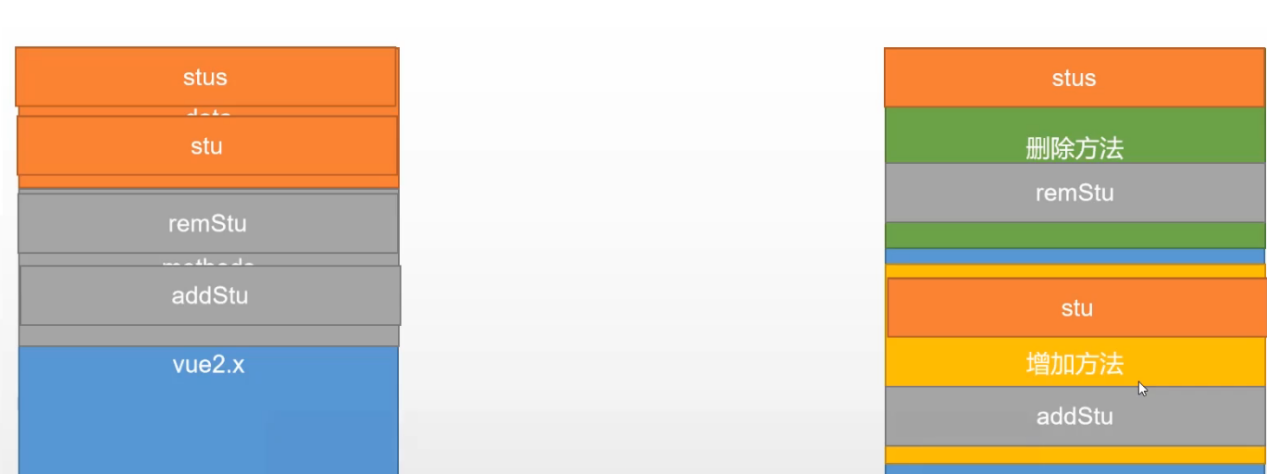 stus
stu
remStu
addStu
vue2.x
stus
删除方法
remStu
stu
增加方法
addStu